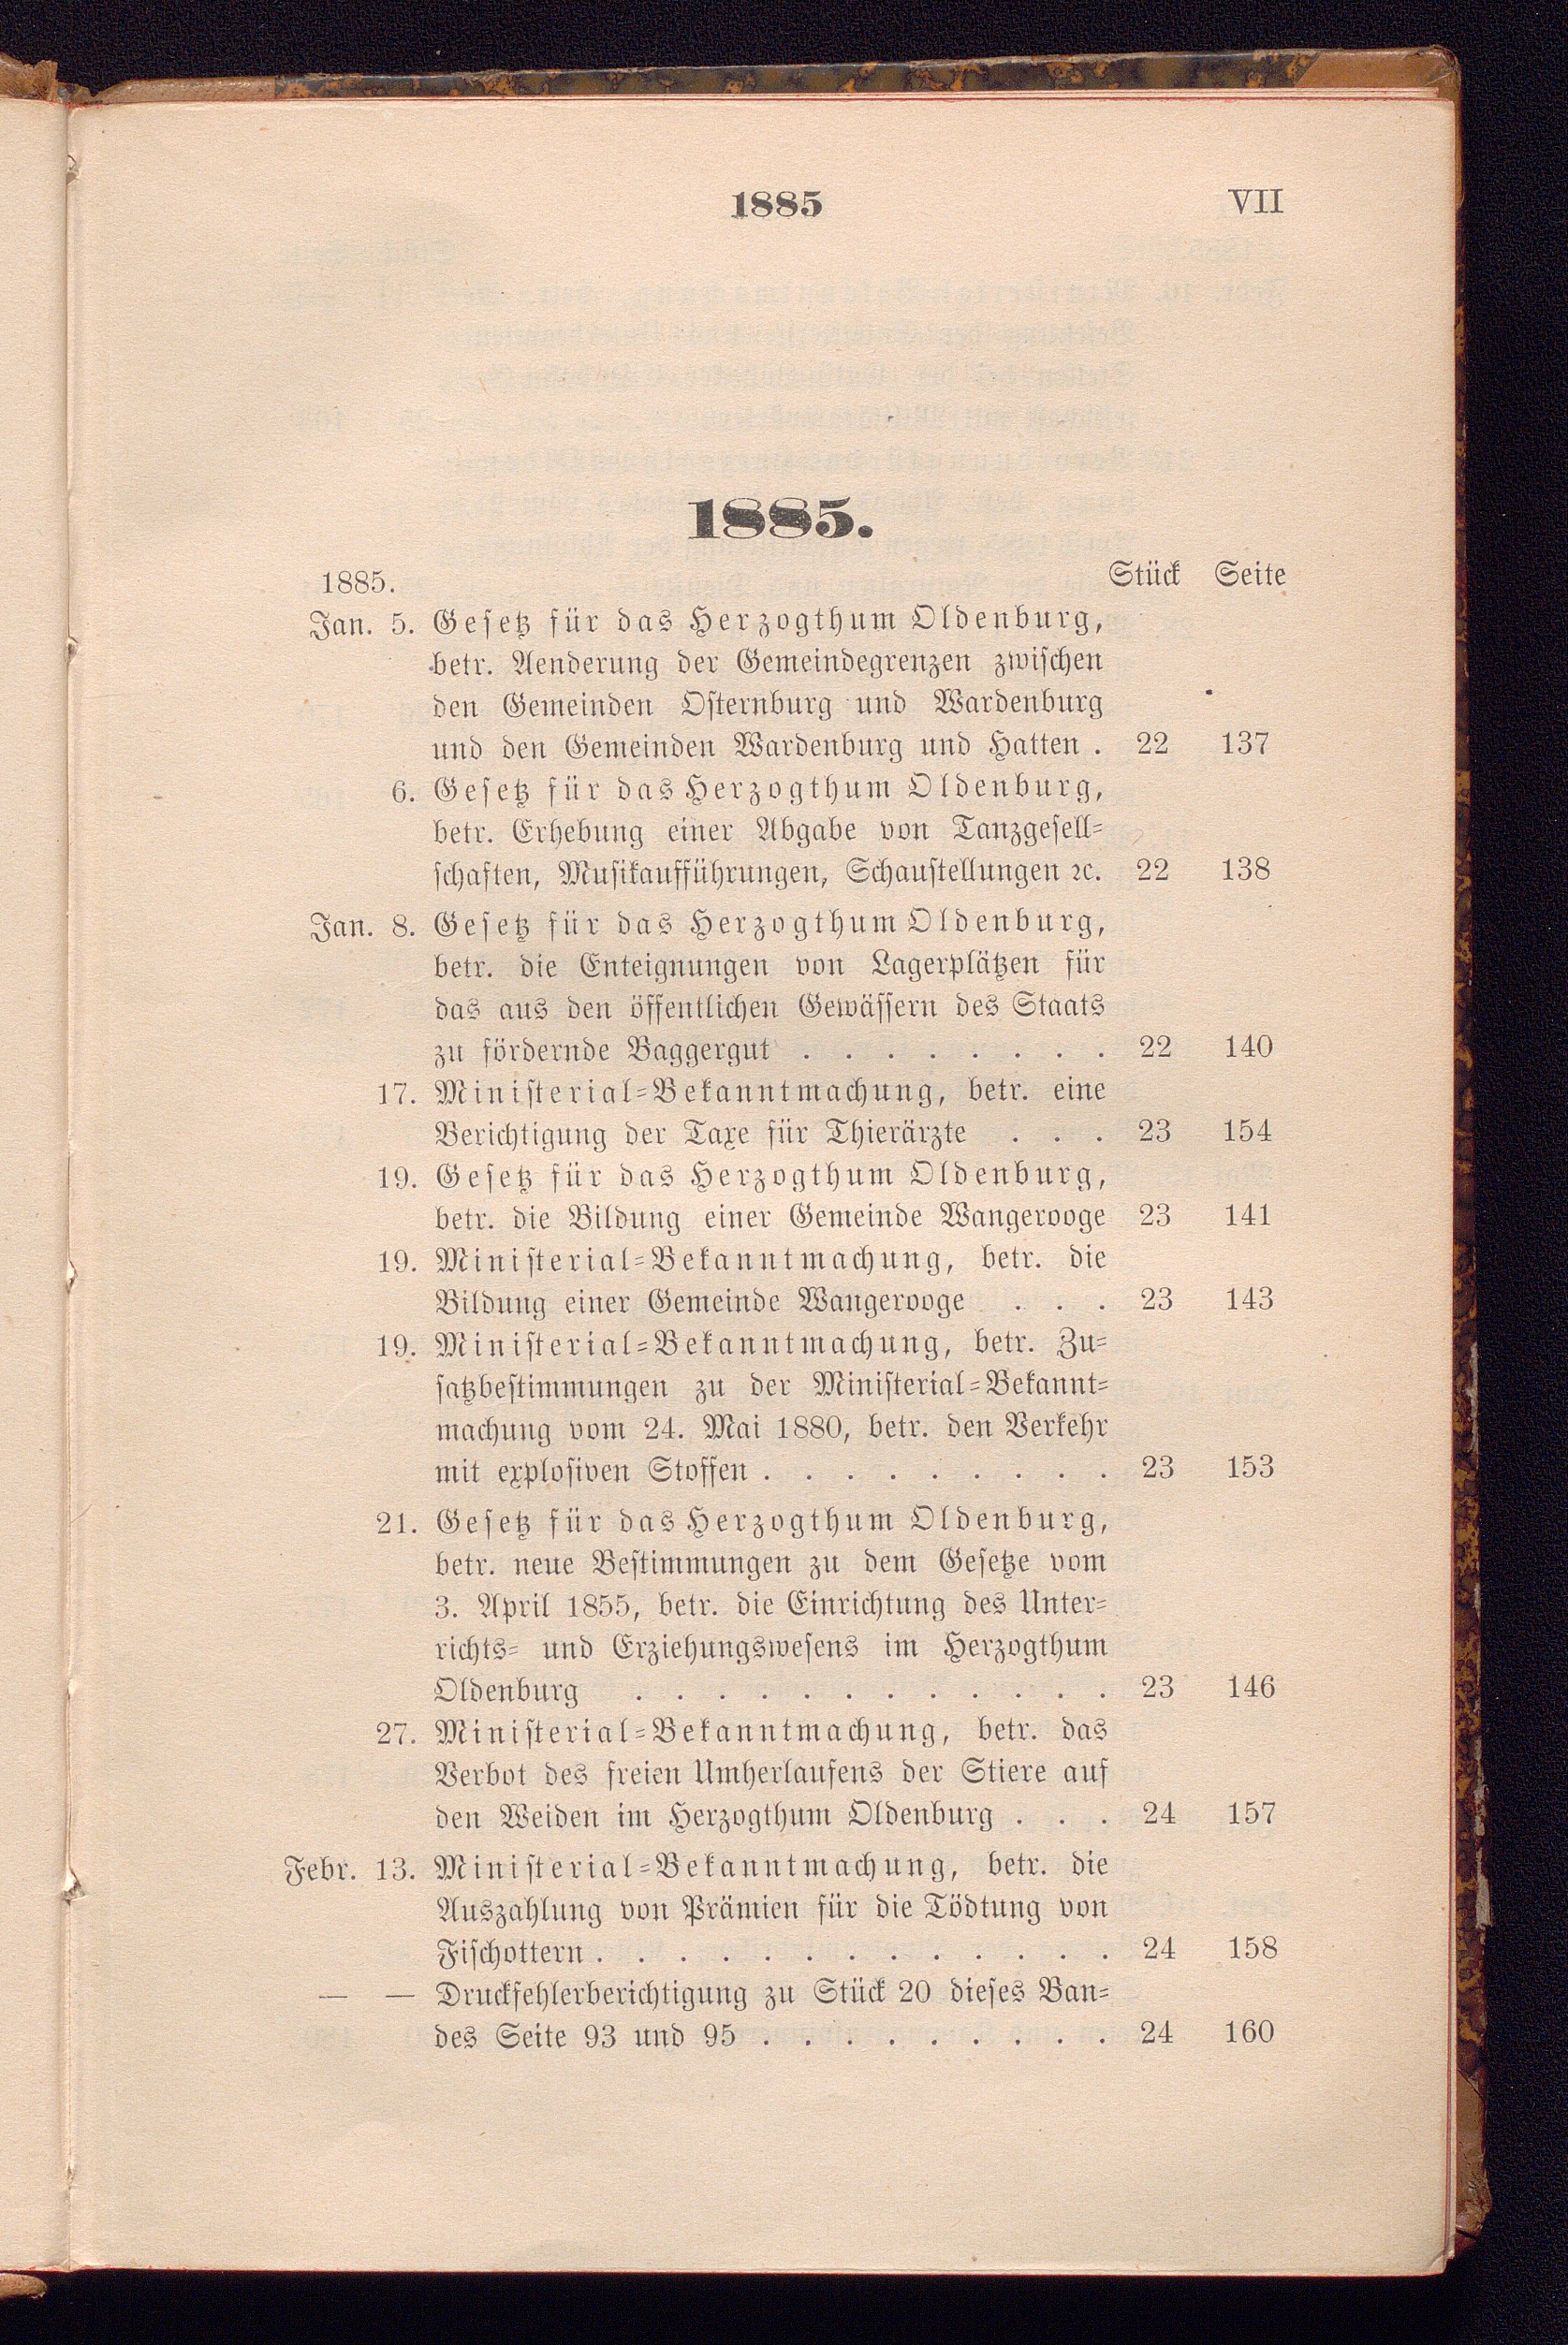 1885 VII
1885.
1885. Stück Seite
Jan. 5. Gesetz für das Herzogthum Oldenburg,
betr. Aenderung der Gemeindegrenzen zwischen
den Gemeinden Osternburg und Wardenburg
und den Gemeinden Wardenburg und Hatten . 22 137
6. Gesetz für das Herzogthum Oldenburg,
betr. Erhebung einer Abgabe von Tanzgesell-
schaften, Musikaufführungen, Schaustellungen ꝛc. 22 138
Jan. 8. Gesetz für das Herzogthum Oldenburg,
betr. die Enteignungen von Lagerplätzen für
das aus den öffentlichen Gewässern des Staats
zu fördernde Baggergut . . . . . . . . 22 140
17. Ministerial-Bekanntmachung, betr. eine
Berichtigung der Taxe für Thierärzte . . . 23 154
19. Gesetz für das Herzogthum Oldenburg,
betr. die Bildung einer Gemeinde Wangerooge 23 141
19. Ministerial-Bekanntmachung, betr. die
Bildung einer Gemeinde Wangerooge . . . 23 143
19. Ministerial-Bekanntmachung, betr. Zu-
satzbestimmungen zu der Ministerial-Bekannt-
machung vom 24. Mai 1880, betr. den Verkehr
mit explosiven Stoffen . . . . . . . . . 23 153
21. Gesetz für das Herzogthum Oldenburg,
betr. neue Bestimmungen zu dem Gesetze vom
3. April 1855, betr. die Einrichtung des Unter-
richts- und Erziehungswesens im Herzogthum
Oldenburg . . . . . . . . . . . . 23 146
27. Ministerial-Bekanntmachung, betr. das
Verbot des freien Umherlaufens der Stiere auf
den Weiden im Herzogthum Oldenburg . . . 24 157
Febr. 13. Ministerial-Bekanntmachung, betr. die
Auszahlung von Prämien für die Tödtung von
Fischottern . . . . . . . . . . . . . 24 158
— — Druckfehlerberichtigung zu Stück 20 dieses Ban-
des Seite 93 und 95 . . . . . . . . . 24 160